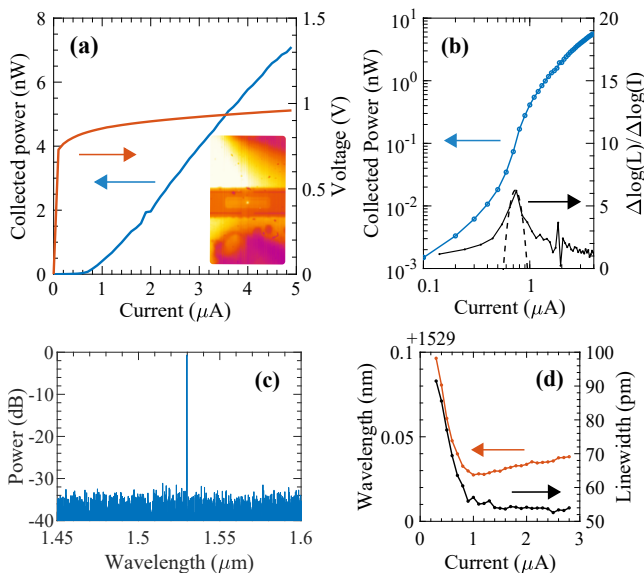 (a)
8
6
4
2
0
Collected power (nW)
1.5
1
0.5
0
Voltage (V)
0 1 2 3 4 5
Current (μA)
(b)
10^1
10^0
10^-1
10^-2
10^-3
Collected Power (nW)
20
15
10
5
0
Δlog(L)/Δlog(I)
0.1 1
Current (μA)
(c)
0
-10
-20
-30
-40
Power (dB)
1.45 1.5 1.55 1.6
Wavelength (μm)
+1529
(d)
0.1
0.05
0
Wavelength (nm)
100
90
80
70
60
50
Linewidth (pm)
0 1 2 3
Current (μA)